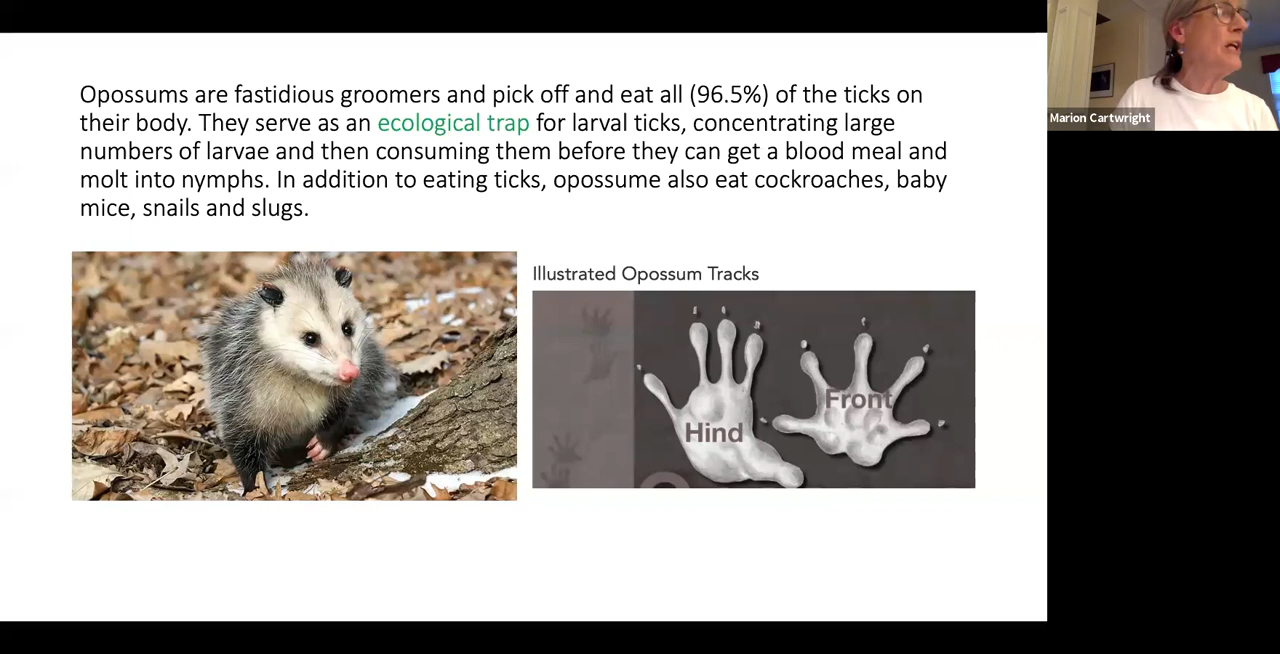 Opossums are fastidious groomers and pick off and eat all (96.5%) of the ticks on
their body. They serve as an ecological trap for larval ticks, concentrating large
numbers of larvae and then consuming them before they can get a blood meal and
molt into nymphs. In addition to eating ticks, opossume also eat cockroaches, baby
mice, snails and slugs.
Illustrated Opossum Tracks
Hind
Front
Marion Cartwright